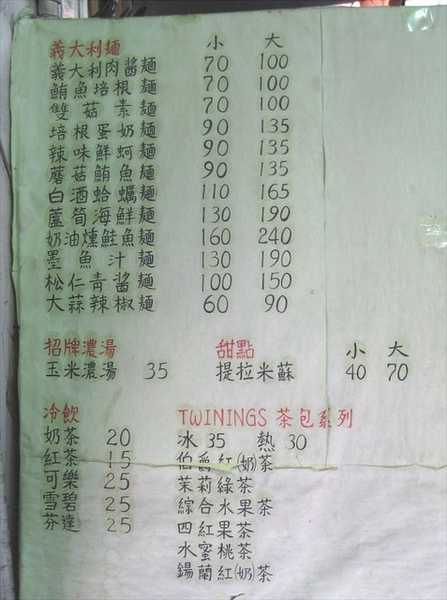 義大利麵 小 大
義大利肉醬麵 70 100
鮪魚培根麵 70 100
雙菇素麵 70 100
培根蛋奶麵 90 135
辣味鮮蚵麵 90 135
蘑菇鮪魚麵 90 135
白酒蛤蠣麵 110 165
蘆筍海鮮麵 130 190
奶油燻鮭魚麵 160 240
墨魚汁麵 130 190
松仁青醬麵 100 150
大蒜辣椒麵 60 90
招牌濃湯
玉米濃湯 35
甜點 小 大
提拉米蘇 40 70
冷飲
奶茶 20
紅茶 15
可樂 25
雪碧 25
芬達 25
TWININGS 茶包系列
冰 35 熱 30
伯爵紅(奶)茶
茉莉綠茶
綜合水果茶
四紅果茶
水蜜桃茶
錫蘭紅(奶)茶